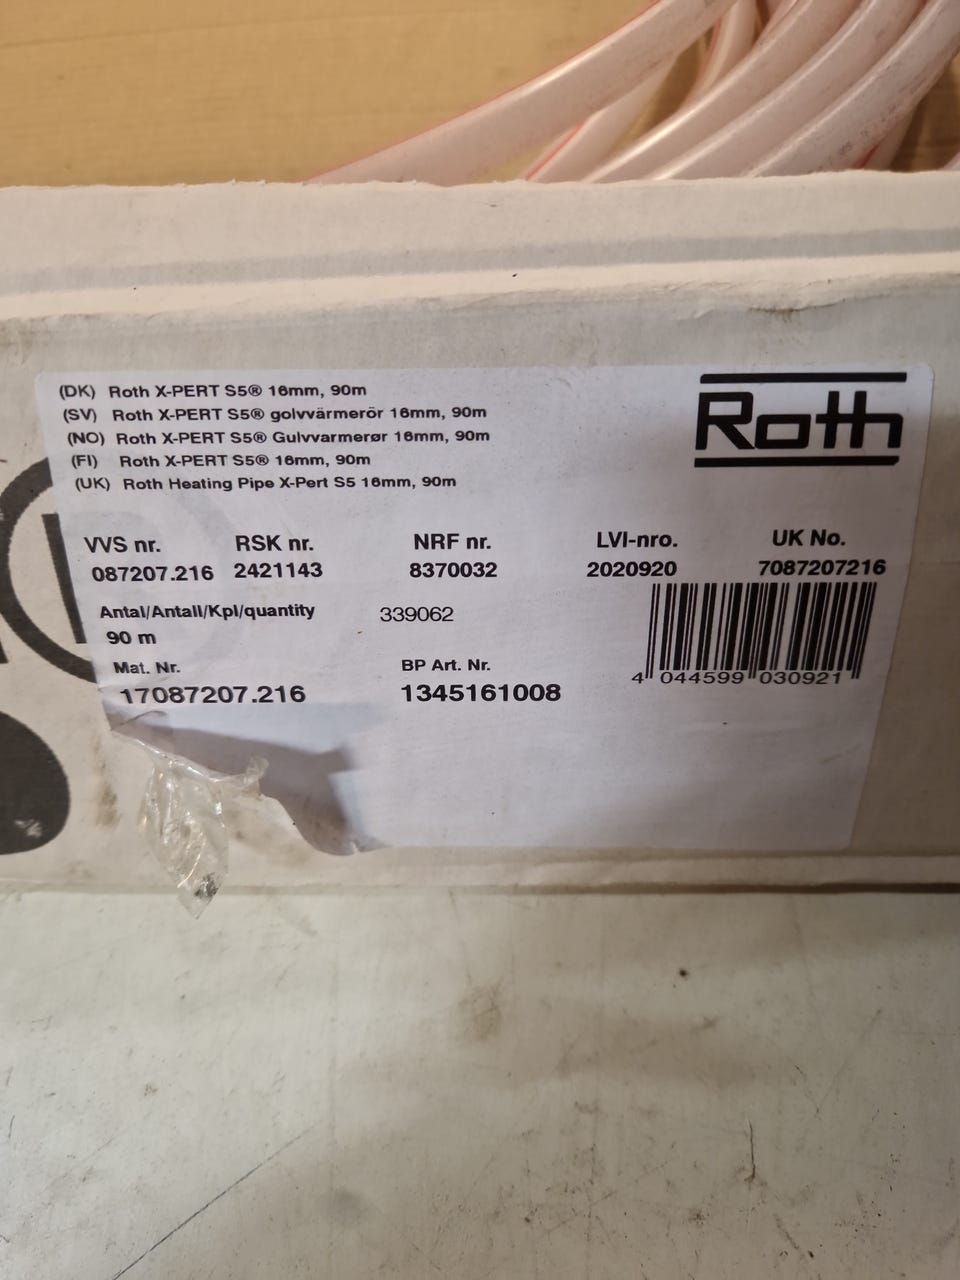 (DK) Roth X-PERT S5® 16mm, 90m
(SV) Roth X-PERT S5® golvvärmerör 16mm, 90m
(NO) Roth X-PERT S5® Gulvvarmerør 16mm, 90m
(FI) Roth X-PERT S5® 16mm, 90m
(UK) Roth Heating Pipe X-Pert S5 16mm, 90m
Roth
VVS nr. RSK nr. NRF nr. LVI-nro. UK No.
087207.216 2421143 8370032 2020920 7087207216
Antal/Antall/Kpl/quantity 339062
90 m
Mat. Nr. BP Art. Nr.
17087207.216 1345161008
4 044599 030921